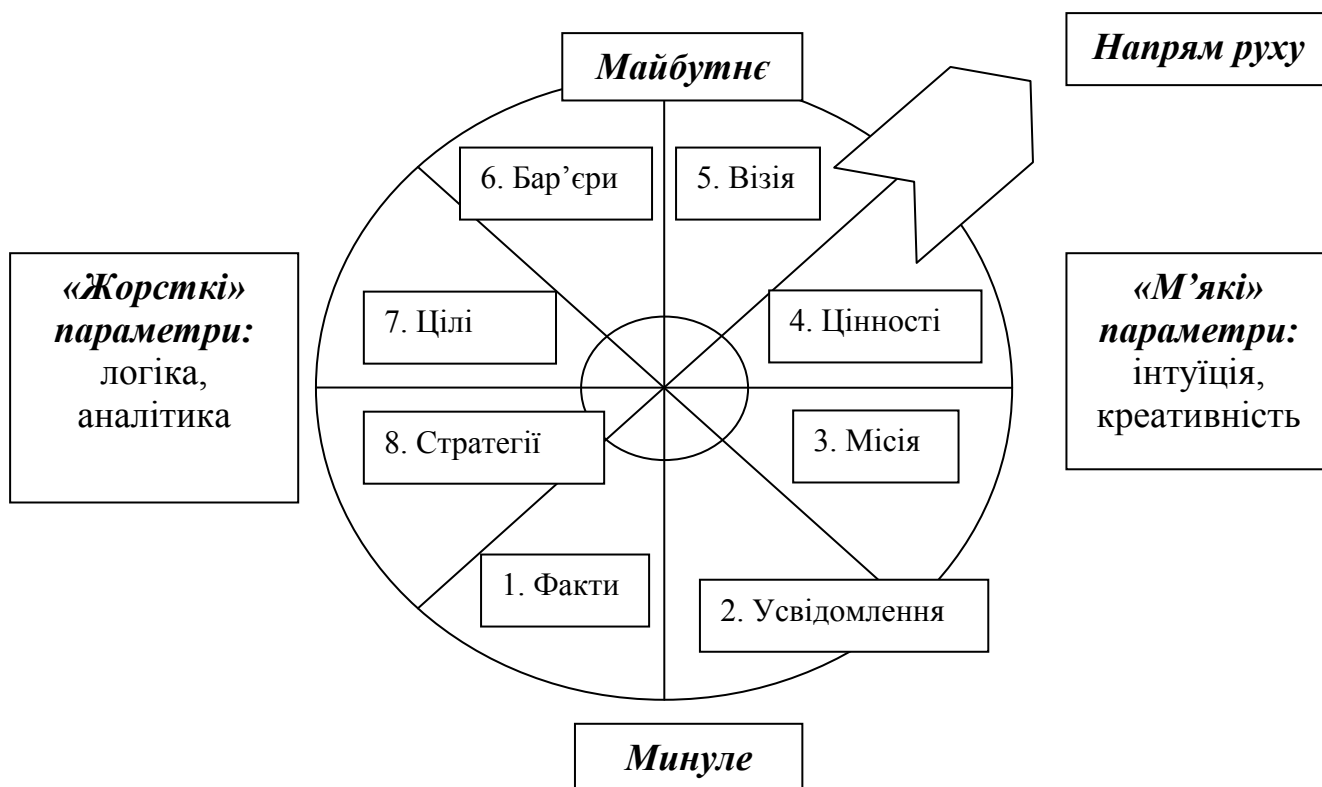 Майбутнє
Напрям руху
6. Бар’єри
5. Візія
«Жорсткі»
параметри:
логіка,
аналітика
7. Цілі
4. Цінності
«М’які»
параметри:
інтуїція,
креативність
8. Стратегії
3. Місія
1. Факти
2. Усвідомлення
Минуле